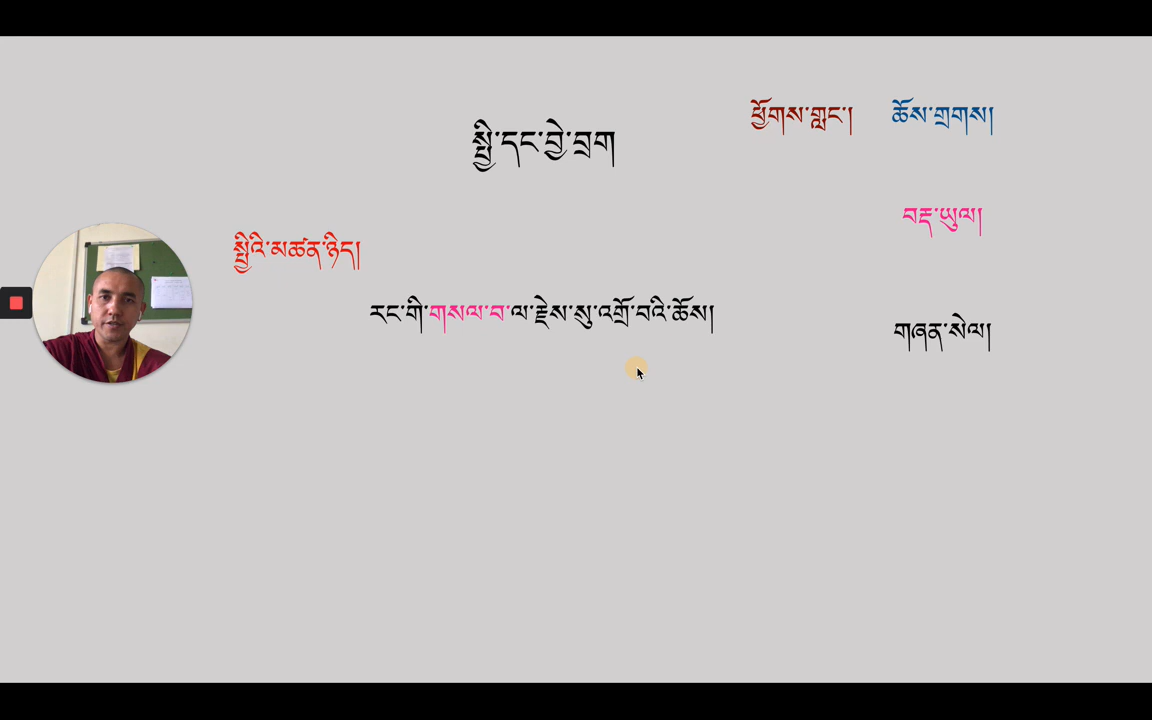 ཕྱོགས་གླང་། ཆོས་གྲགས།
སྤྱི་དང་བྱེ་བྲག
བརྡ་ཡུལ།
སྤྱིའི་མཚན་ཉིད།
རང་གི་གསལ་བ་ལ་རྗེས་སུ་འགྲོ་བའི་ཆོས།
གཞན་སེལ།